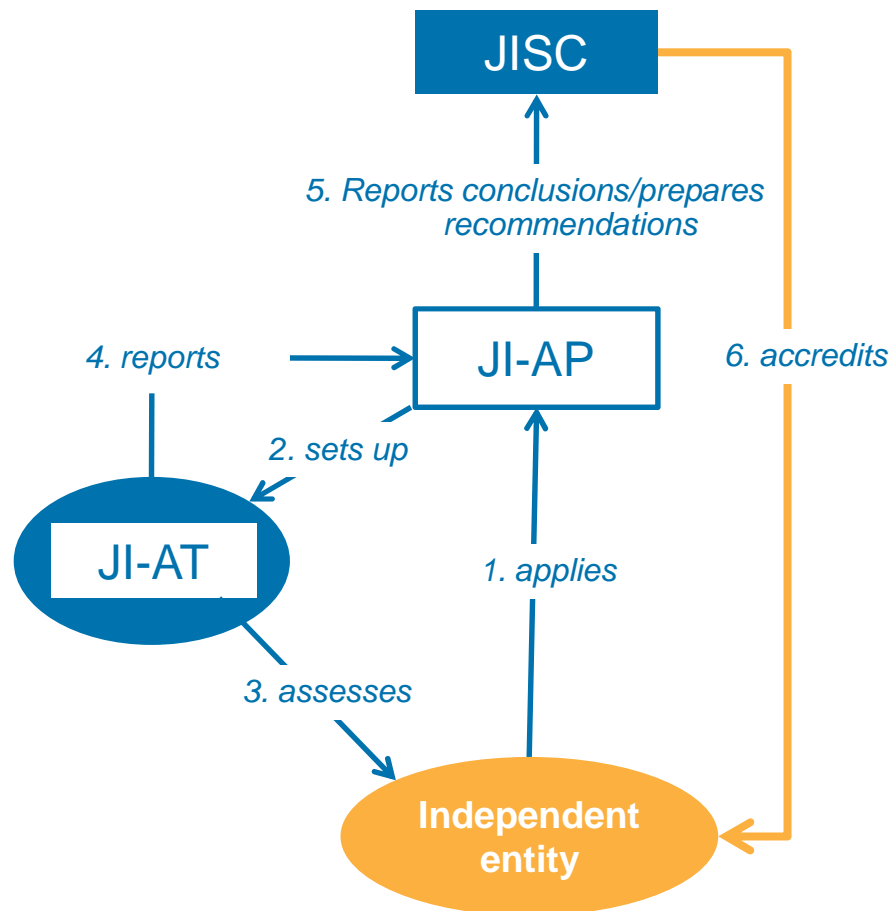 JISC
5. Reports conclusions/prepares
recommendations
4. reports
JI-AP
6. accredits
2. sets up
JI-AT
1. applies
3. assesses
Independent
entity